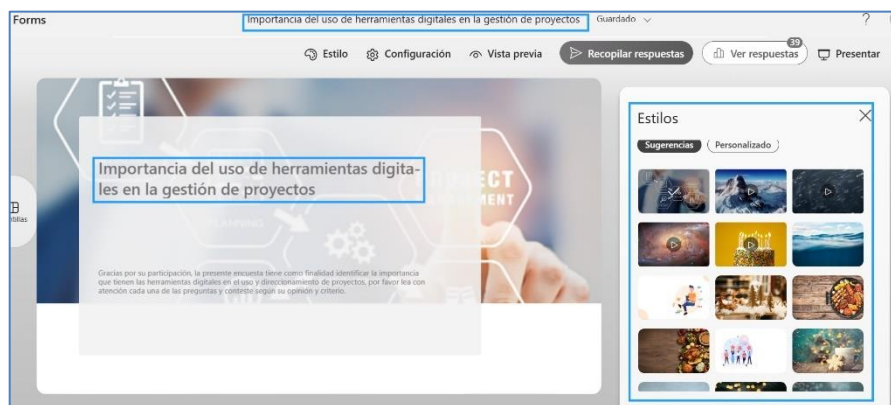 Forms
Importancia del uso de herramientas digitales en la gestión de proyectos Guardado
?
Estilo Configuración Vista previa Recopilar respuestas Ver respuestas 39 Presentar
Estilos
Sugerencias Personalizado
Importancia del uso de herramientas digita-
les en la gestión de proyectos
PROJECT
MANAGEMENT
PLANNING
Gracias por su participación, la presente encuesta tiene como finalidad identificar la importancia
que tienen las herramientas digitales en el uso y direccionamiento de proyectos, por favor lea con
atención cada una de las preguntas y conteste según su opinión y criterio.